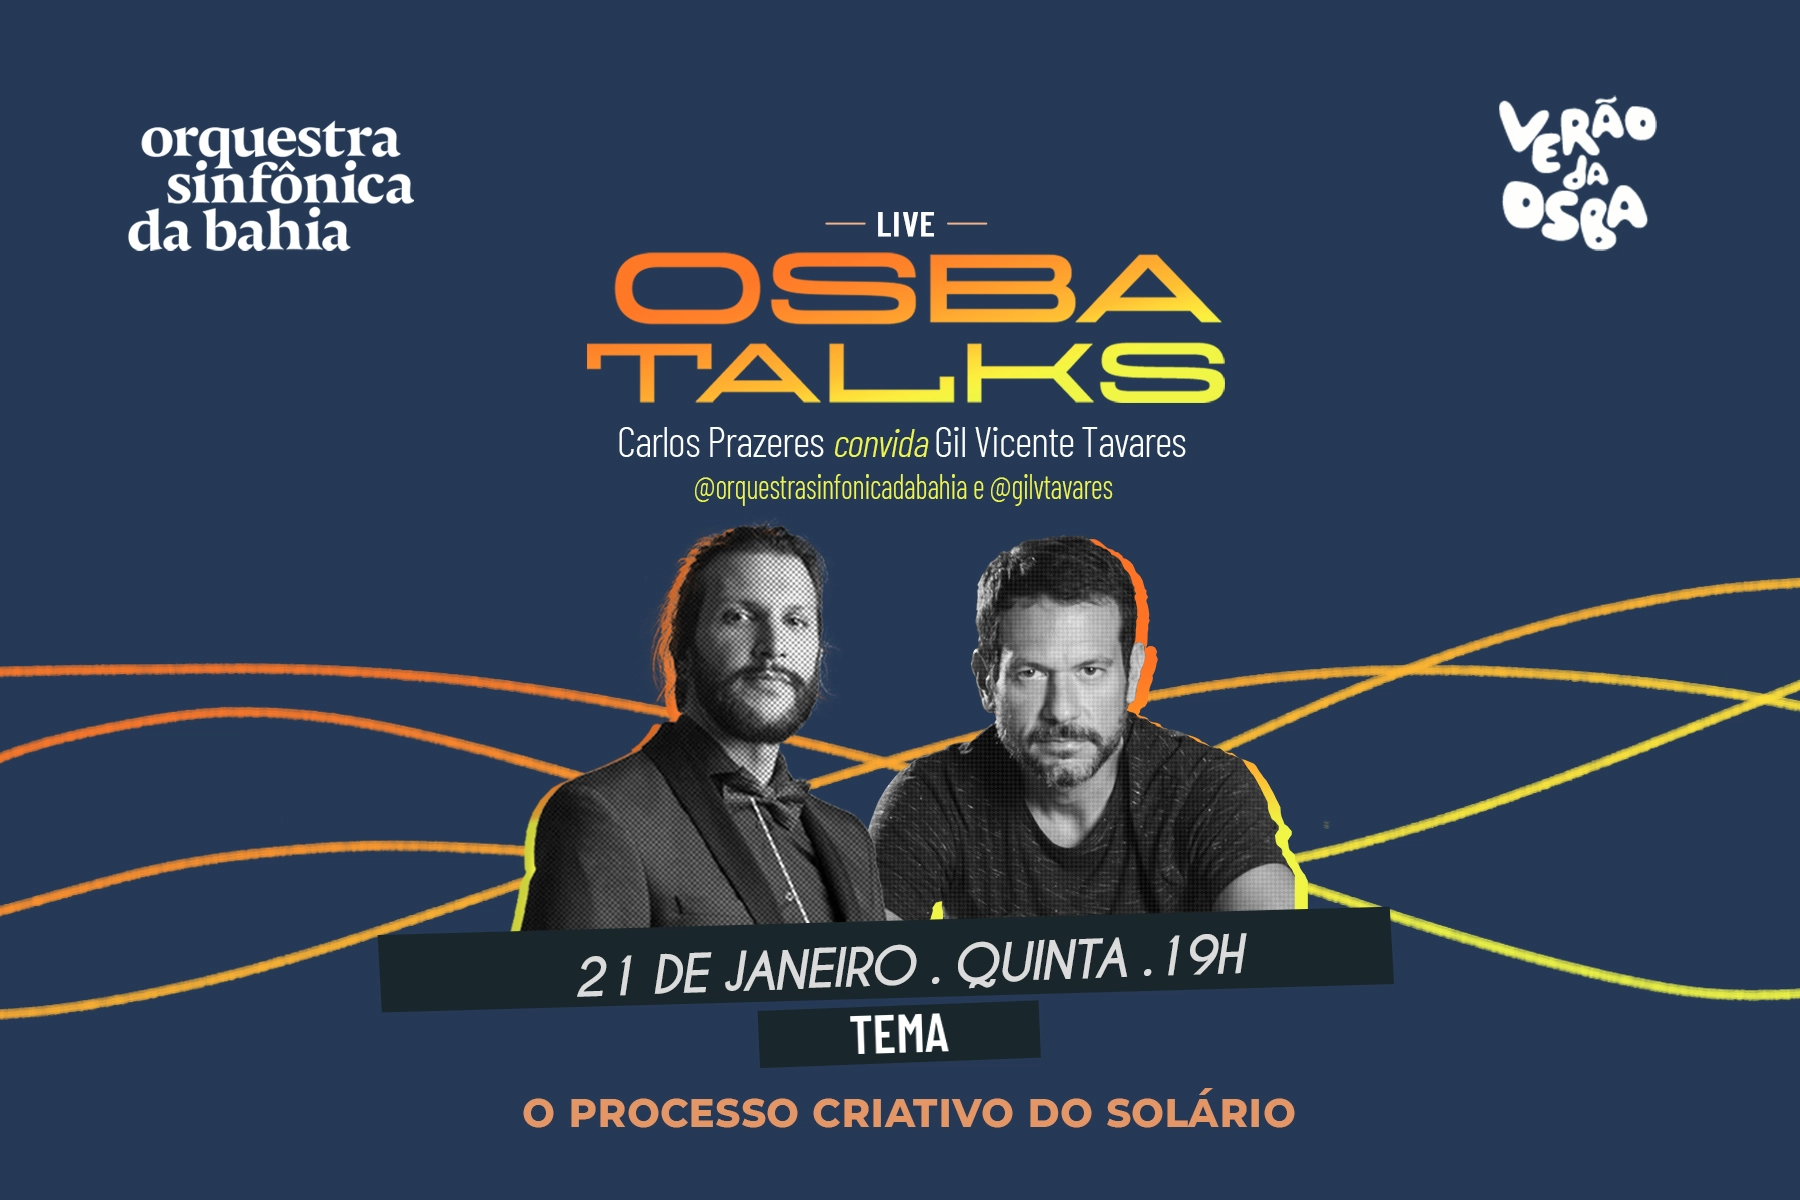 orquestra
sinfônica
da bahia
VERÃO
DA
OSBA
LIVE
OSBA
TALKS
Carlos Prazeres convida Gil Vicente Tavares
@orquestrasinfonicadabahia e @gilvtavares
21 DE JANEIRO . QUINTA . 19H
TEMA
O PROCESSO CRIATIVO DO SOLÁRIO